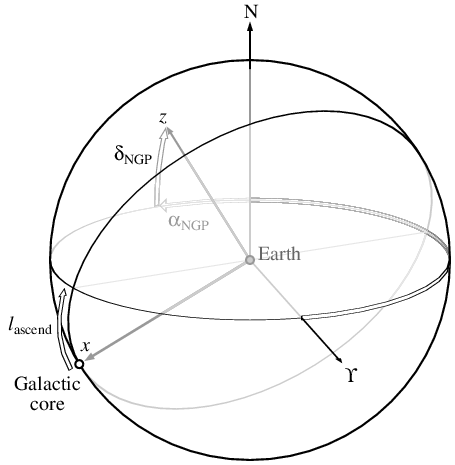 N
z
δNGP
αNGP
Earth
lascend
x
ϒ
Galactic
core